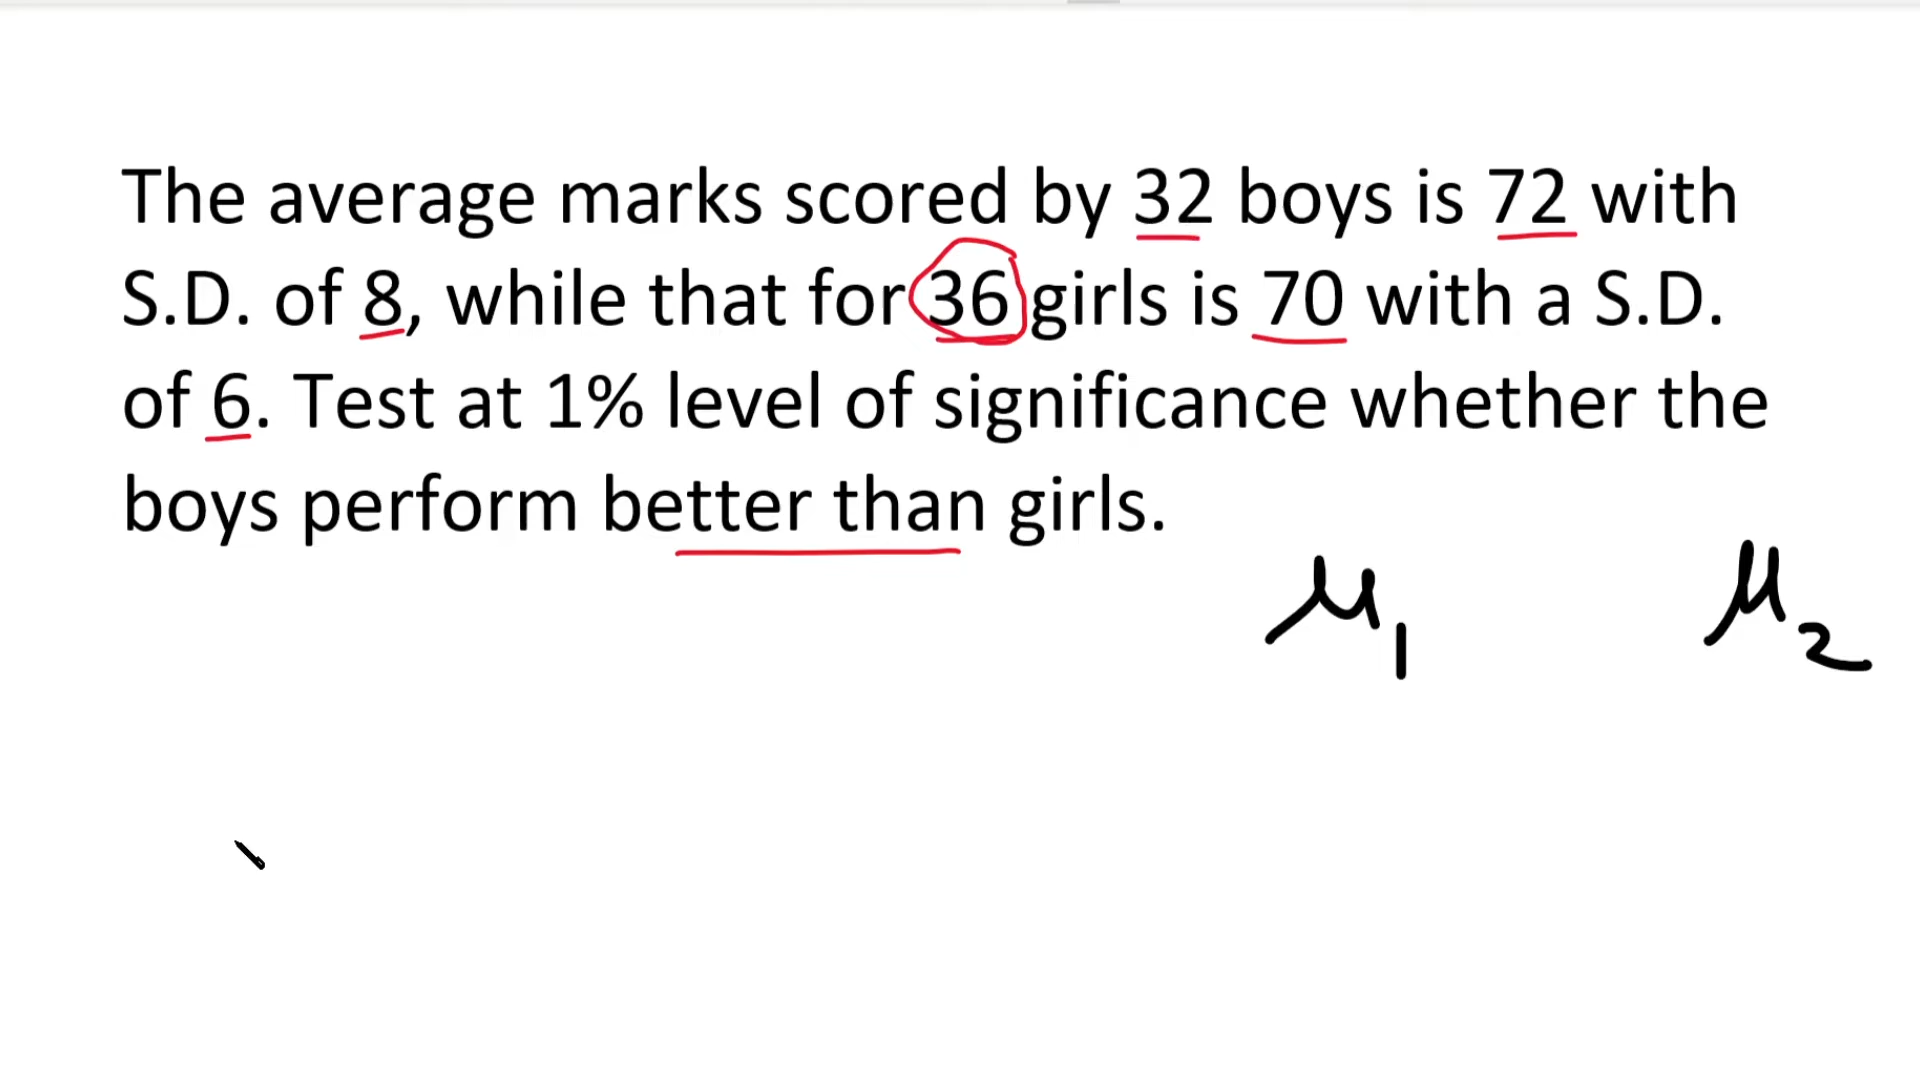 The average marks scored by 32 boys is 72 with
S.D. of 8, while that for 36 girls is 70 with a S.D.
of 6. Test at 1% level of significance whether the
boys perform better than girls.
μ₁ μ₂